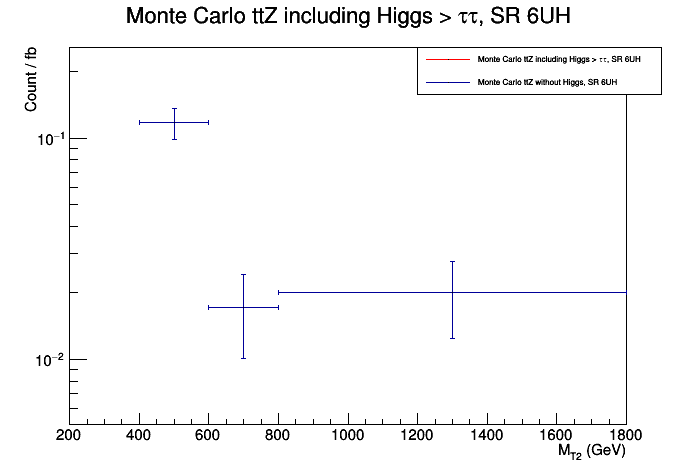 Monte Carlo ttZ including Higgs > ττ, SR 6UH
Count / fb
Monte Carlo ttZ including Higgs > ττ, SR 6UH
Monte Carlo ttZ without Higgs, SR 6UH
10⁻¹
10⁻²
200 400 600 800 1000 1200 1400 1600 1800
M_T2 (GeV)